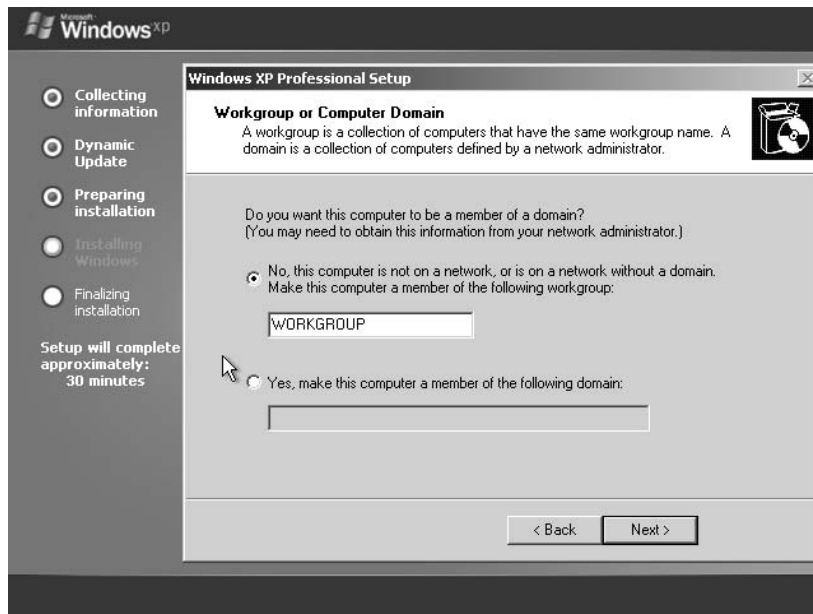 Microsoft
Windows xp
Collecting
information
Dynamic
Update
Preparing
installation
Installing
Windows
Finalizing
installation
Setup will complete
approximately:
30 minutes
Windows XP Professional Setup
Workgroup or Computer Domain
A workgroup is a collection of computers that have the same workgroup name. A
domain is a collection of computers defined by a network administrator.
Do you want this computer to be a member of a domain?
(You may need to obtain this information from your network administrator.)
No, this computer is not on a network, or is on a network without a domain.
Make this computer a member of the following workgroup:
WORKGROUP
Yes, make this computer a member of the following domain:
< Back
Next >